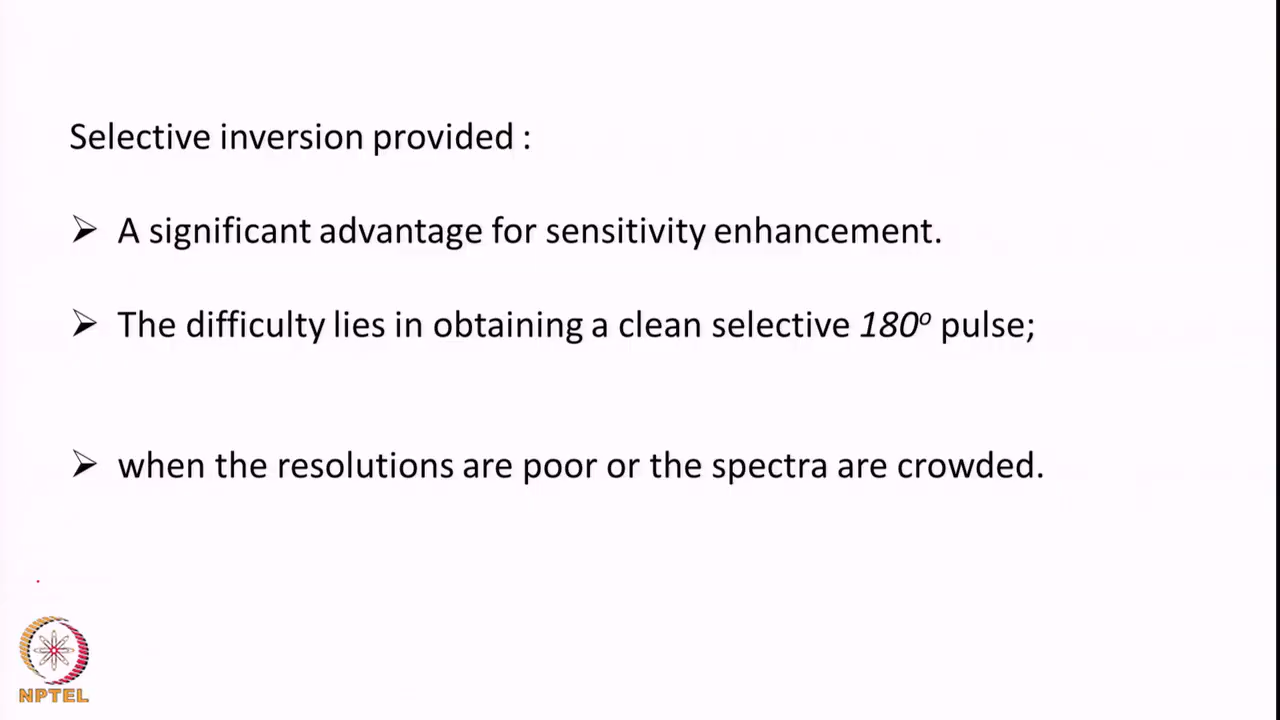 Selective inversion provided :
➢ A significant advantage for sensitivity enhancement.
➢ The difficulty lies in obtaining a clean selective 180º pulse;
➢ when the resolutions are poor or the spectra are crowded.
NPTEL